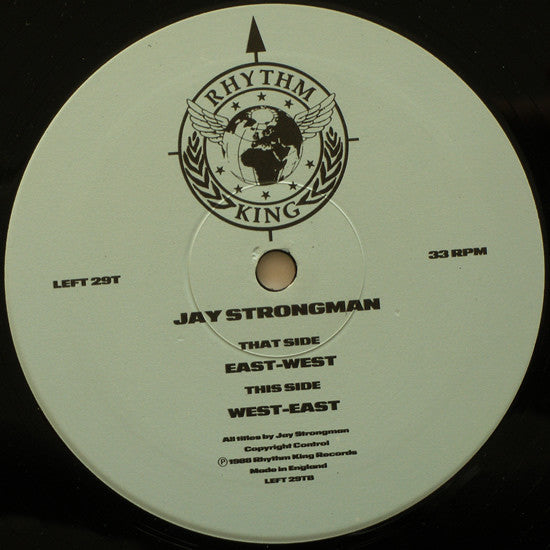 RHYTHM
KING
LEFT 29T
33 RPM
JAY STRONGMAN
THAT SIDE
EAST-WEST
THIS SIDE
WEST-EAST
All titles by Jay Strongman
Copyright Control
℗ 1988 Rhythm King Records
Made in England
LEFT 29TB